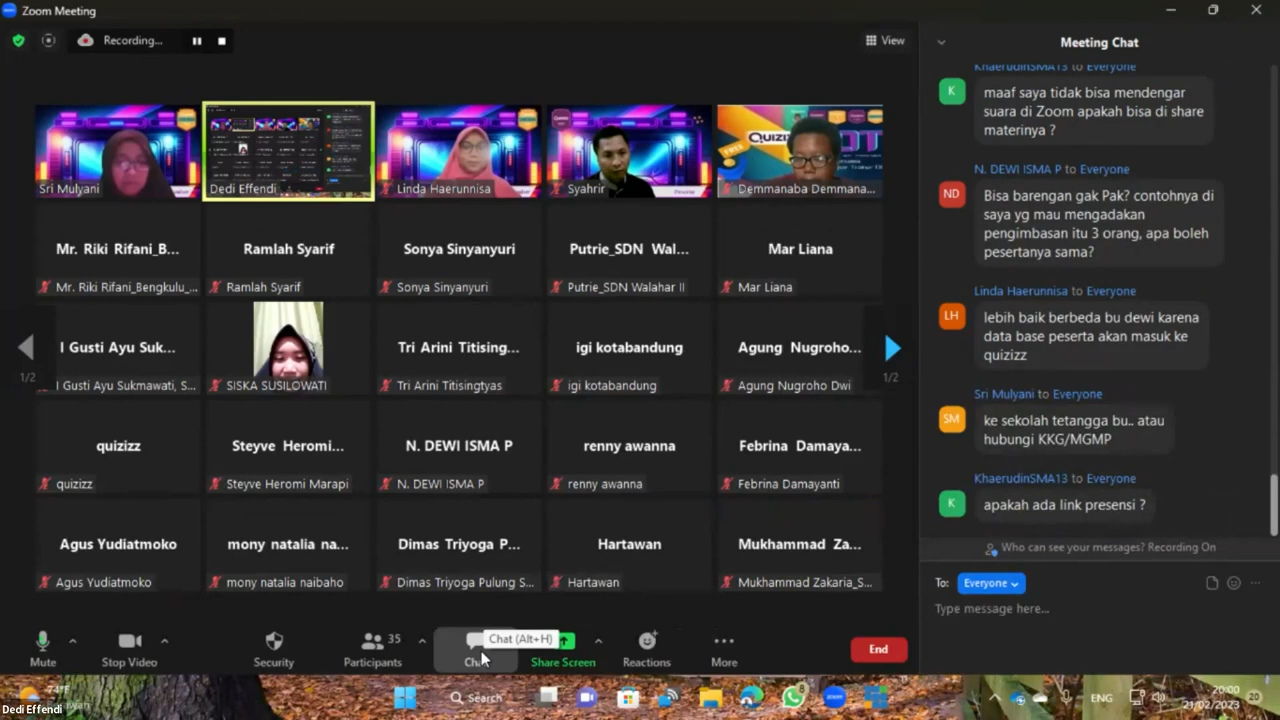 Zoom Meeting
Recording...
View
Sri Mulyani
Dedi Effendi
Linda Haerunnisa
Syahrir
Demmanaba Demmana...
Mr. Riki Rifani_B...
Mr. Riki Rifani_Bengkulu_...
Ramlah Syarif
Ramlah Syarif
Sonya Sinyanyuri
Sonya Sinyanyuri
Putrie_SDN Wal...
Putrie_SDN Walahar II
Mar Liana
Mar Liana
1/2
I Gusti Ayu Suk...
I Gusti Ayu Sukmawati, S...
SISKA SUSILOWATI
Tri Arini Titising...
Tri Arini Titisingtyas
igi kotabandung
igi kotabandung
Agung Nugroho...
Agung Nugroho Dwi
1/2
quizizz
quizizz
Steyve Heromi...
Steyve Heromi Marapi
N. DEWI ISMA P
N. DEWI ISMA P
renny awanna
renny awanna
Febrina Damaya...
Febrina Damayanti
Agus Yudiatmoko
Agus Yudiatmoko
mony natalia na...
mony natalia naibaho
Dimas Triyoga P...
Dimas Triyoga Pulung S...
Hartawan
Hartawan
Mukhammad Za...
Mukhammad Zakaria_S...
Mute
Stop Video
Security
35
Participants
Chat (Alt+H)
Share Screen
Reactions
More
End
Meeting Chat
KhaerudinSMA13 to Everyone
K
maaf saya tidak bisa mendengar
suara di Zoom apakah bisa di share
materinya ?
N. DEWI ISMA P to Everyone
ND
Bisa barengan gak Pak? contohnya di
saya yg mau mengadakan
pengimbasan itu 3 orang, apa boleh
pesertanya sama?
Linda Haerunnisa to Everyone
LH
lebih baik berbeda bu dewi karena
data base peserta akan masuk ke
quizizz
Sri Mulyani to Everyone
SM
ke sekolah tetangga bu.. atau
hubungi KKG/MGMP
KhaerudinSMA13 to Everyone
K
apakah ada link presensi ?
Who can see your messages? Recording On
To: Everyone
Type message here...
74°F
Dedi Effendi
Search
8
ENG
20:00
21/02/2023
20